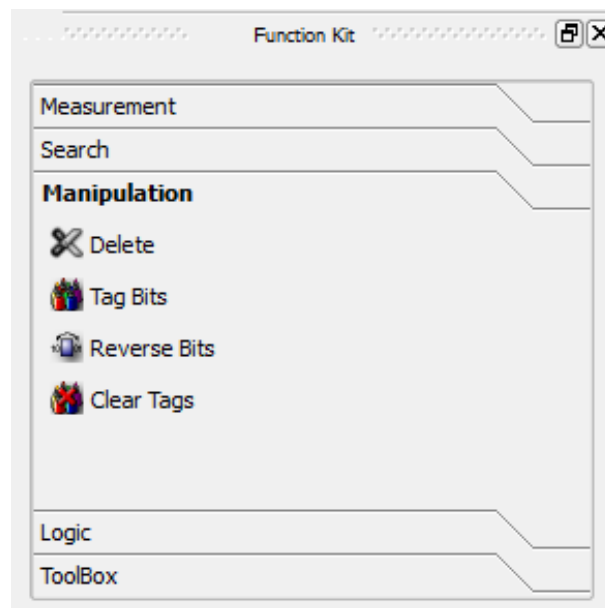 Function Kit
Measurement
Search
Manipulation
Delete
Tag Bits
Reverse Bits
Clear Tags
Logic
ToolBox